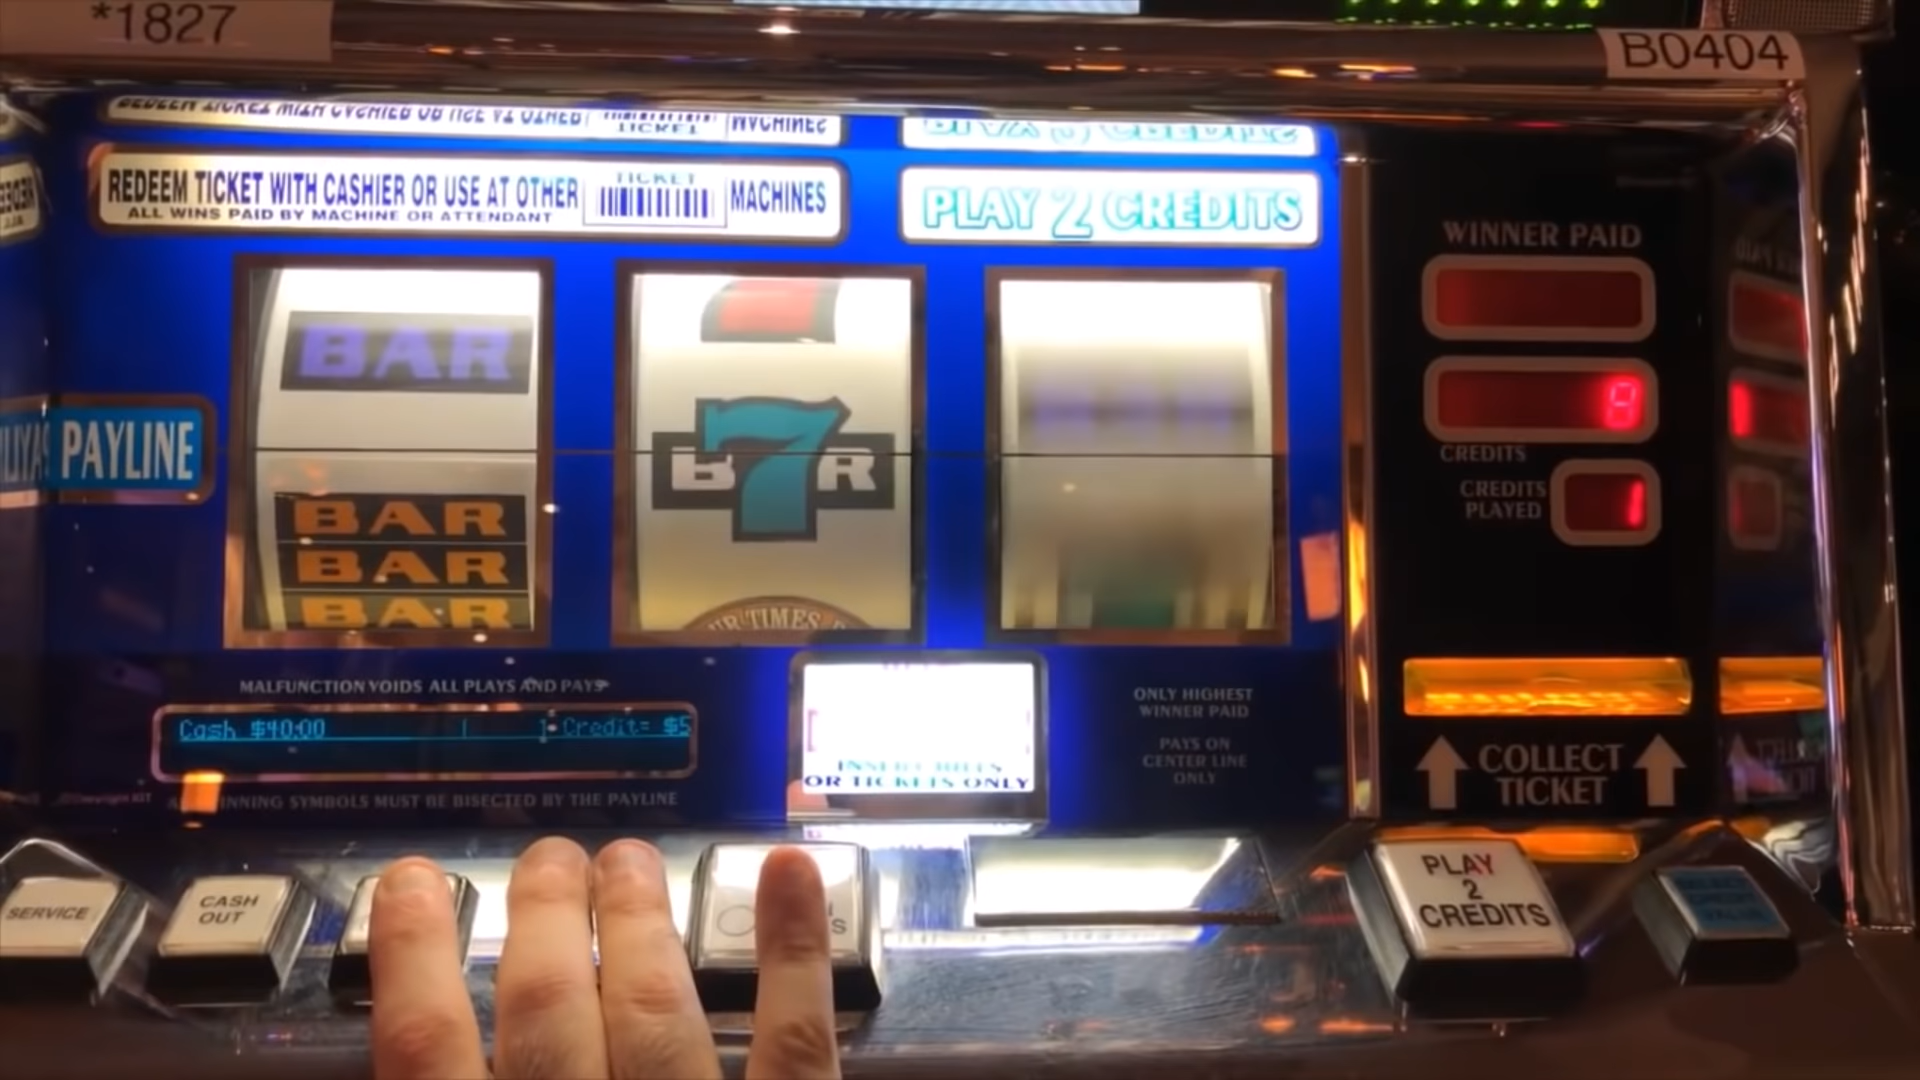 *1827
B0404
REDEEM TICKET WITH CASHIER OR USE AT OTHER
TICKET
MACHINES
ALL WINS PAID BY MACHINE OR ATTENDANT
PLAY 2 CREDITS
WINNER PAID
BAR
7
B R
PAYLINE
8
CREDITS
CREDITS
PLAYED
1
BAR
BAR
BAR
TIMES
MALFUNCTION VOIDS ALL PLAYS AND PAYS
Cash $40.00
Credit= $5
INSERT BILLS
OR TICKETS ONLY
ONLY HIGHEST
WINNER PAID
PAYS ON
CENTER LINE
ONLY
COLLECT
TICKET
WINNING SYMBOLS MUST BE BISECTED BY THE PAYLINE
SERVICE
CASH
OUT
PLAY
2
CREDITS